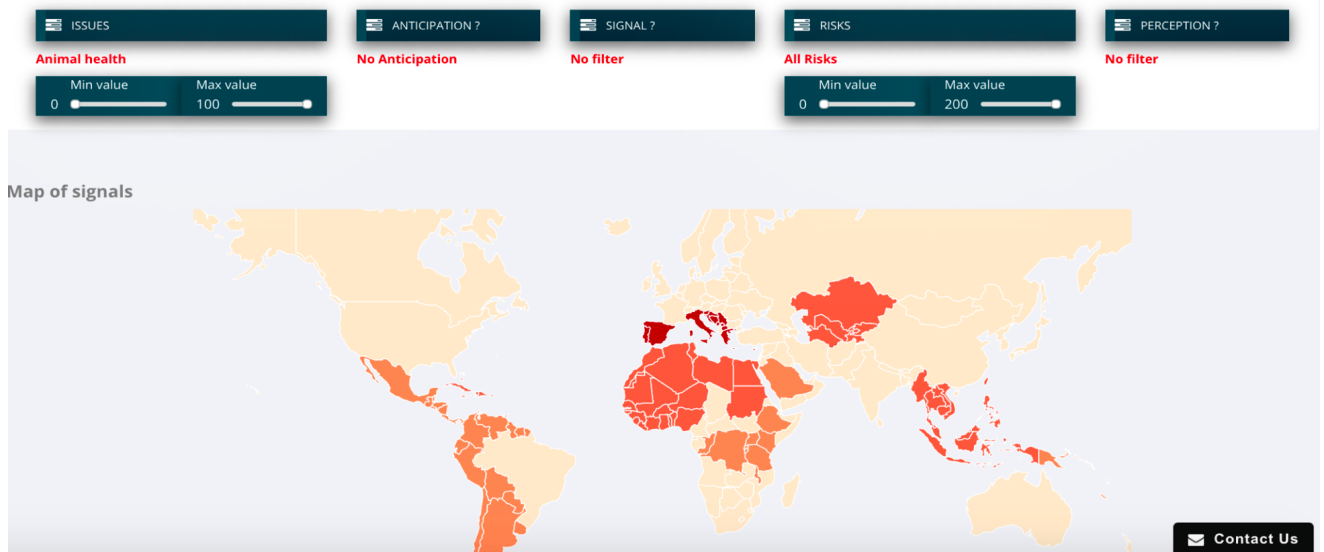 ISSUES
ANTICIPATION ?
SIGNAL ?
RISKS
PERCEPTION ?
Animal health
No Anticipation
No filter
All Risks
No filter
Min value
Max value
0
100
Min value
Max value
0
200
Map of signals
Contact Us